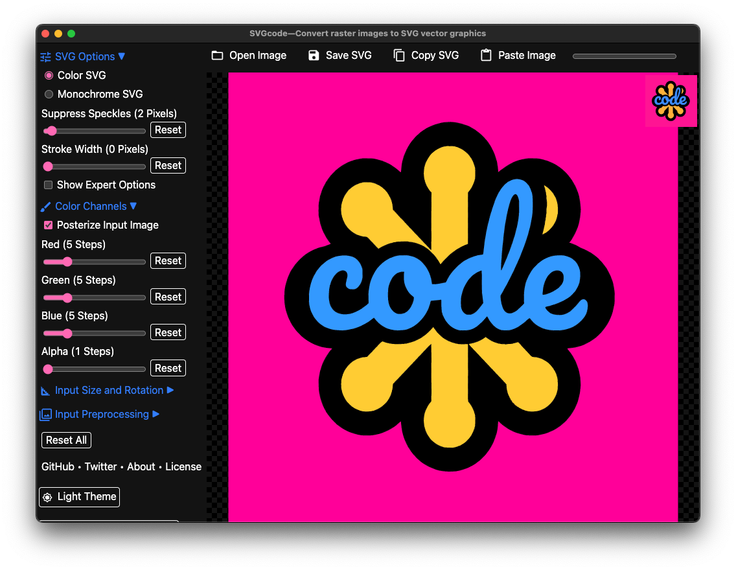 SVGcode—Convert raster images to SVG vector graphics
Open Image
Save SVG
Copy SVG
Paste Image
SVG Options ▼
Color SVG
Monochrome SVG
Suppress Speckles (2 Pixels)
Reset
Stroke Width (0 Pixels)
Reset
Show Expert Options
Color Channels ▼
Posterize Input Image
Red (5 Steps)
Reset
Green (5 Steps)
Reset
Blue (5 Steps)
Reset
Alpha (1 Steps)
Reset
Input Size and Rotation ▶
Input Preprocessing ▶
Reset All
GitHub • Twitter • About • License
Light Theme
code
code